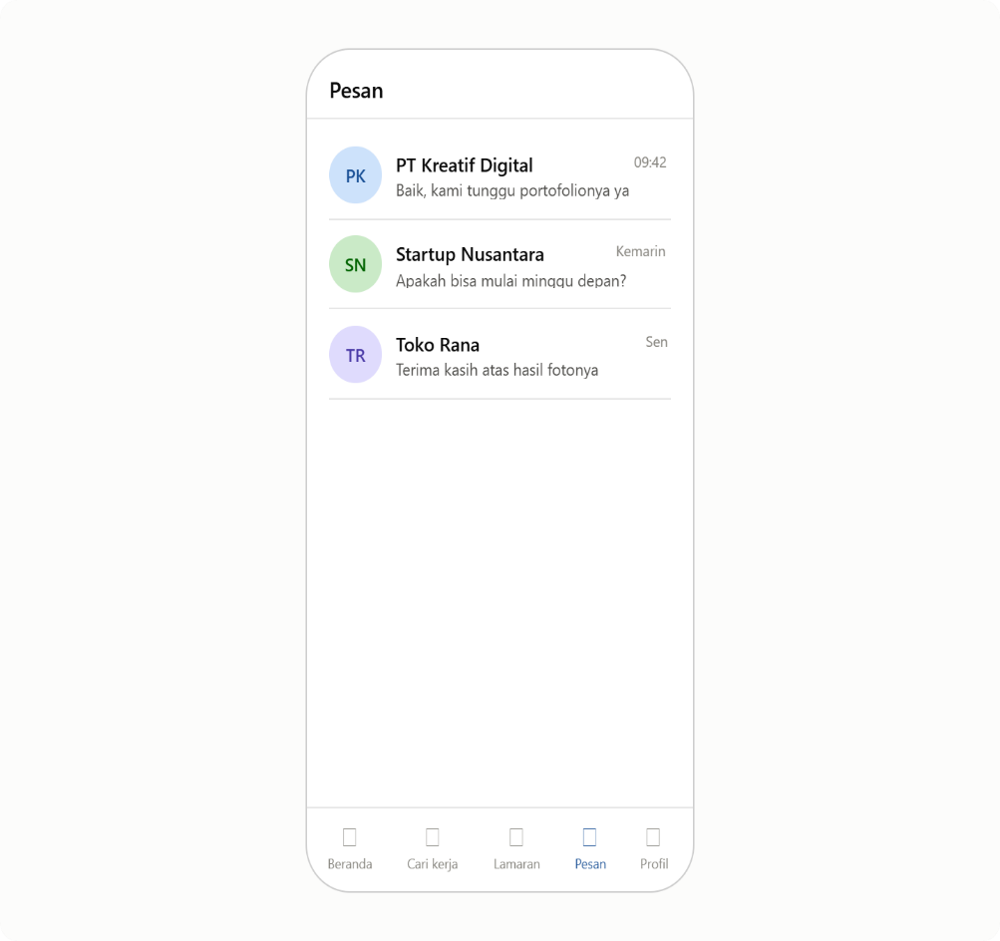 Pesan
PK
PT Kreatif Digital
09:42
Baik, kami tunggu portofolionya ya
SN
Startup Nusantara
Kemarin
Apakah bisa mulai minggu depan?
TR
Toko Rana
Sen
Terima kasih atas hasil fotonya
Beranda
Cari kerja
Lamaran
Pesan
Profil